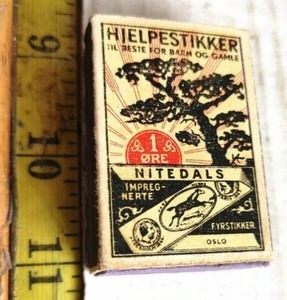 HJELPESTIKKER
TIL BESTE FOR BARN OG GAMLE
1
ØRE
NITEDALS
IMPREG-
NERTE
FYRSTIKKER
OSLO
9
10
11